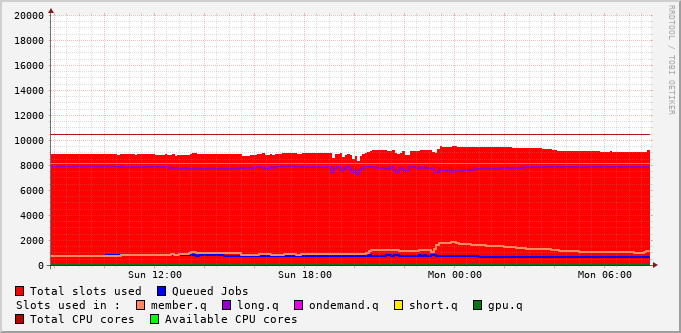 20000
18000
16000
14000
12000
10000
8000
6000
4000
2000
0
Sun 12:00 Sun 18:00 Mon 00:00 Mon 06:00
Total slots used Queued Jobs
Slots used in : member.q long.q ondemand.q short.q gpu.q
Total CPU cores Available CPU cores
RRDTOOL / TOBI OETIKER